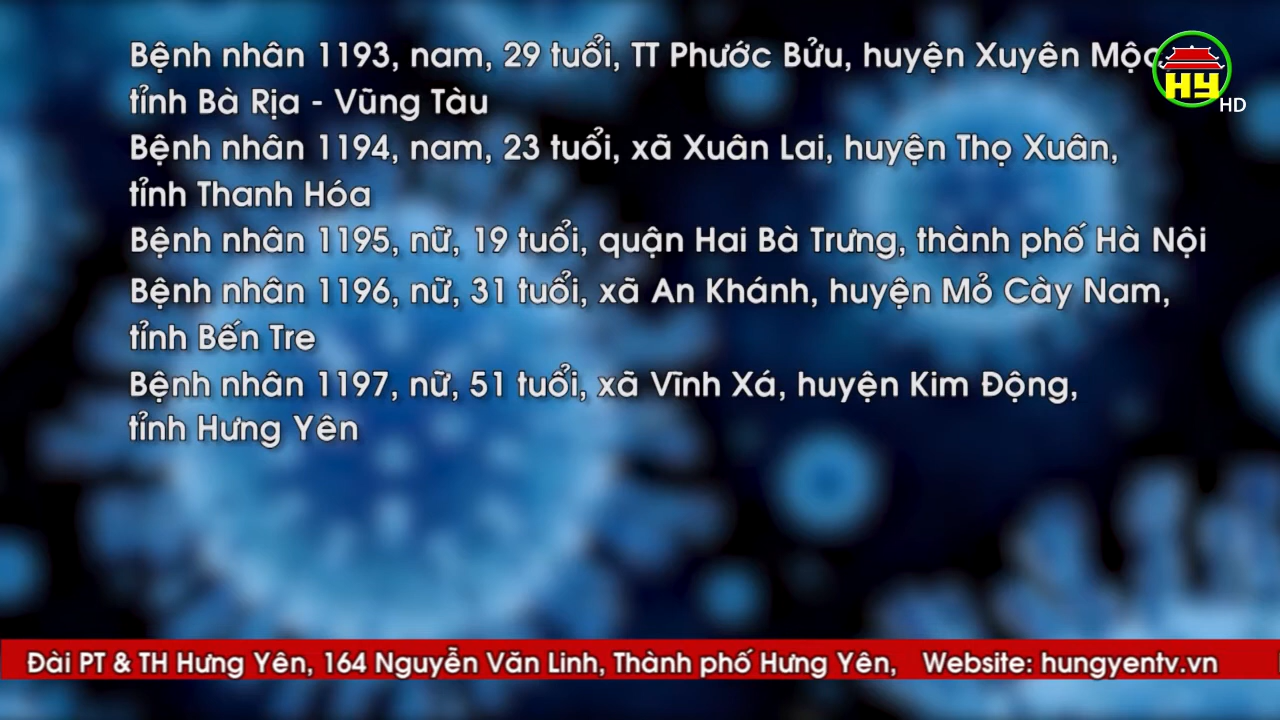 Bệnh nhân 1193, nam, 29 tuổi, TT Phước Bửu, huyện Xuyên Mộc
tỉnh Bà Rịa - Vũng Tàu
Bệnh nhân 1194, nam, 23 tuổi, xã Xuân Lai, huyện Thọ Xuân,
tỉnh Thanh Hóa
Bệnh nhân 1195, nữ, 19 tuổi, quận Hai Bà Trưng, thành phố Hà Nội
Bệnh nhân 1196, nữ, 31 tuổi, xã An Khánh, huyện Mỏ Cày Nam,
tỉnh Bến Tre
Bệnh nhân 1197, nữ, 51 tuổi, xã Vĩnh Xá, huyện Kim Động,
tỉnh Hưng Yên
HY
HD
Đài PT & TH Hưng Yên, 164 Nguyễn Văn Linh, Thành phố Hưng Yên, Website: hungyentv.vn